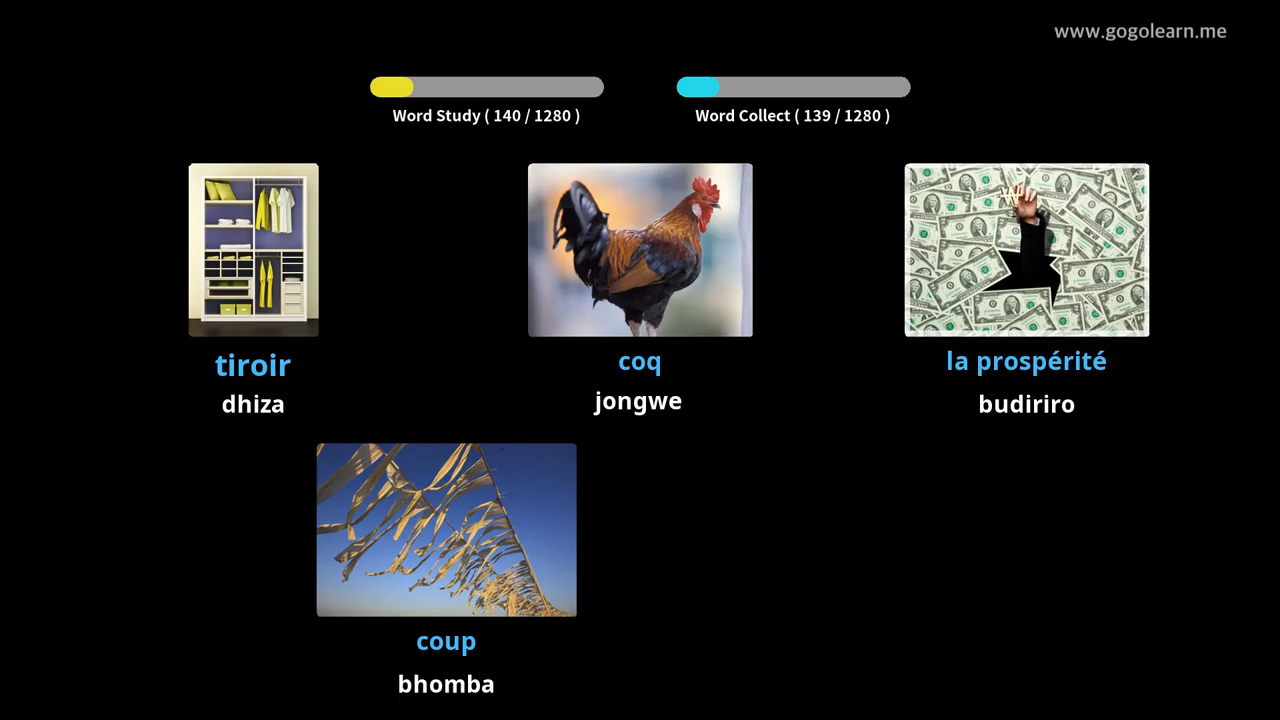 www.gogolearn.me
Word Study ( 140 / 1280 )
Word Collect ( 139 / 1280 )
tiroir
coq
la prospérité
dhiza
jongwe
budiriro
coup
bhomba